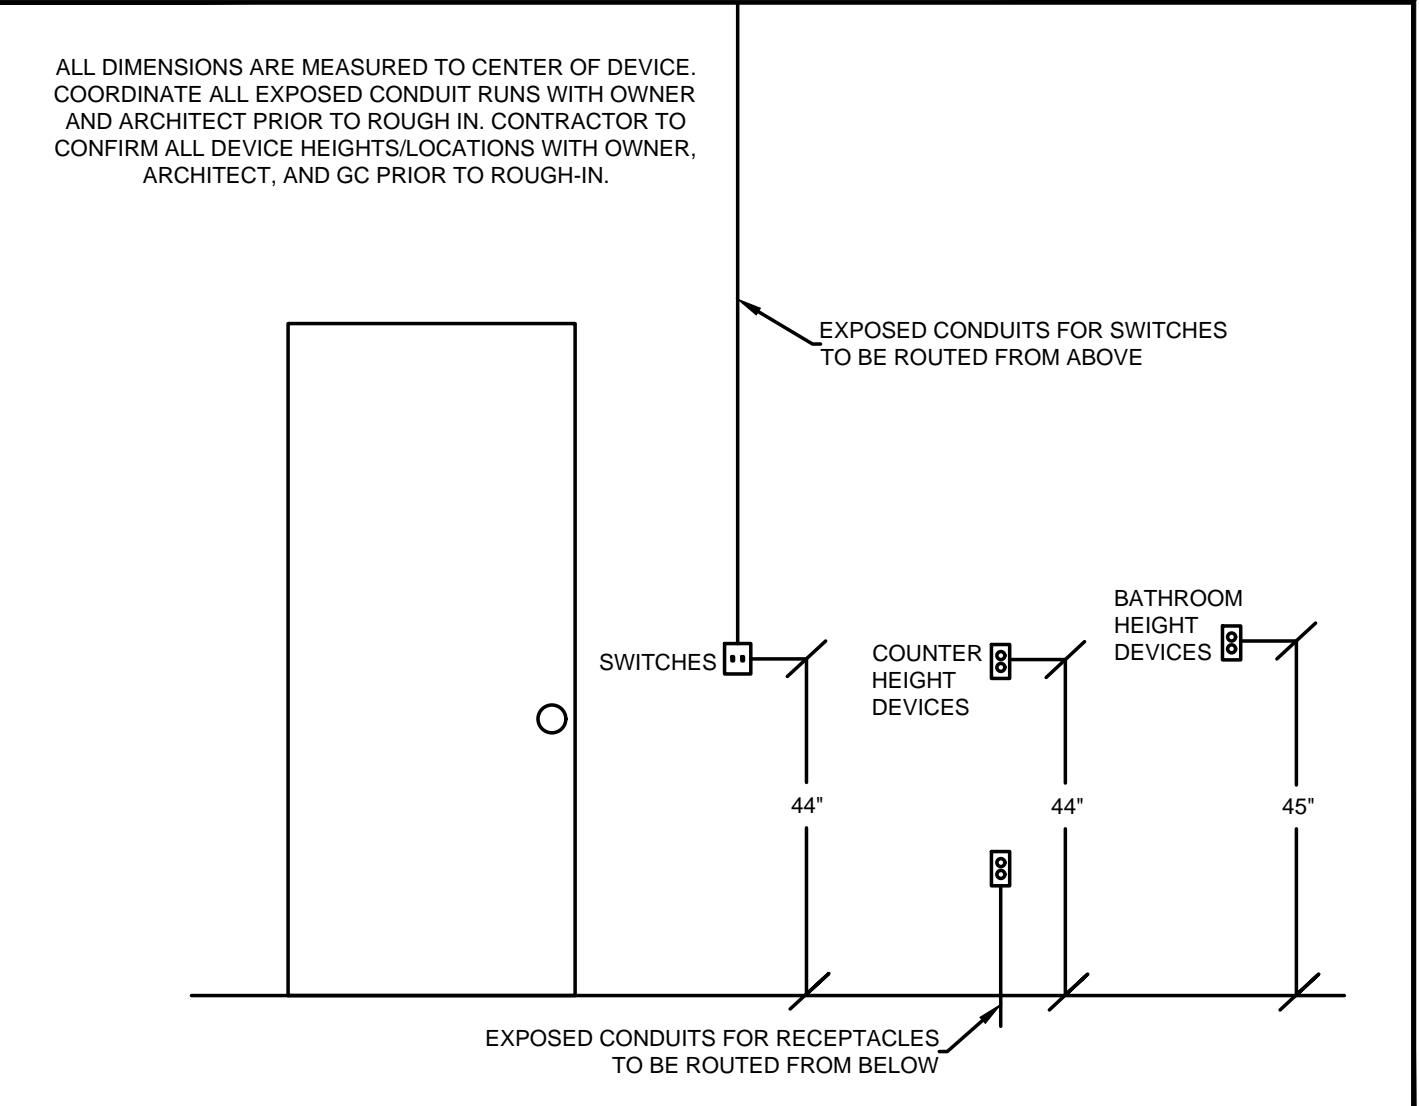 ALL DIMENSIONS ARE MEASURED TO CENTER OF DEVICE.
COORDINATE ALL EXPOSED CONDUIT RUNS WITH OWNER
AND ARCHITECT PRIOR TO ROUGH IN. CONTRACTOR TO
CONFIRM ALL DEVICE HEIGHTS/LOCATIONS WITH OWNER,
ARCHITECT, AND GC PRIOR TO ROUGH-IN.
EXPOSED CONDUITS FOR SWITCHES
TO BE ROUTED FROM ABOVE
SWITCHES
COUNTER
HEIGHT
DEVICES
BATHROOM
HEIGHT
DEVICES
44"
44"
45"
EXPOSED CONDUITS FOR RECEPTACLES
TO BE ROUTED FROM BELOW